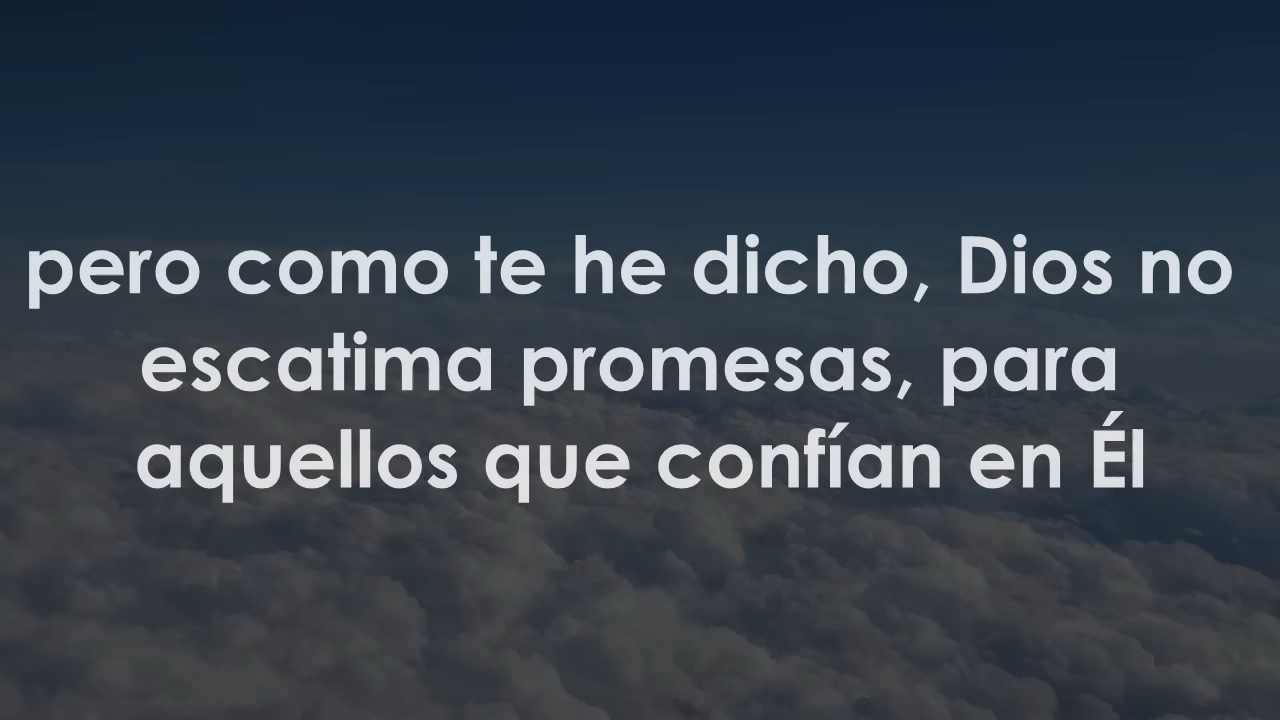 pero como te he dicho, Dios no
escatima promesas, para
aquellos que confían en Él